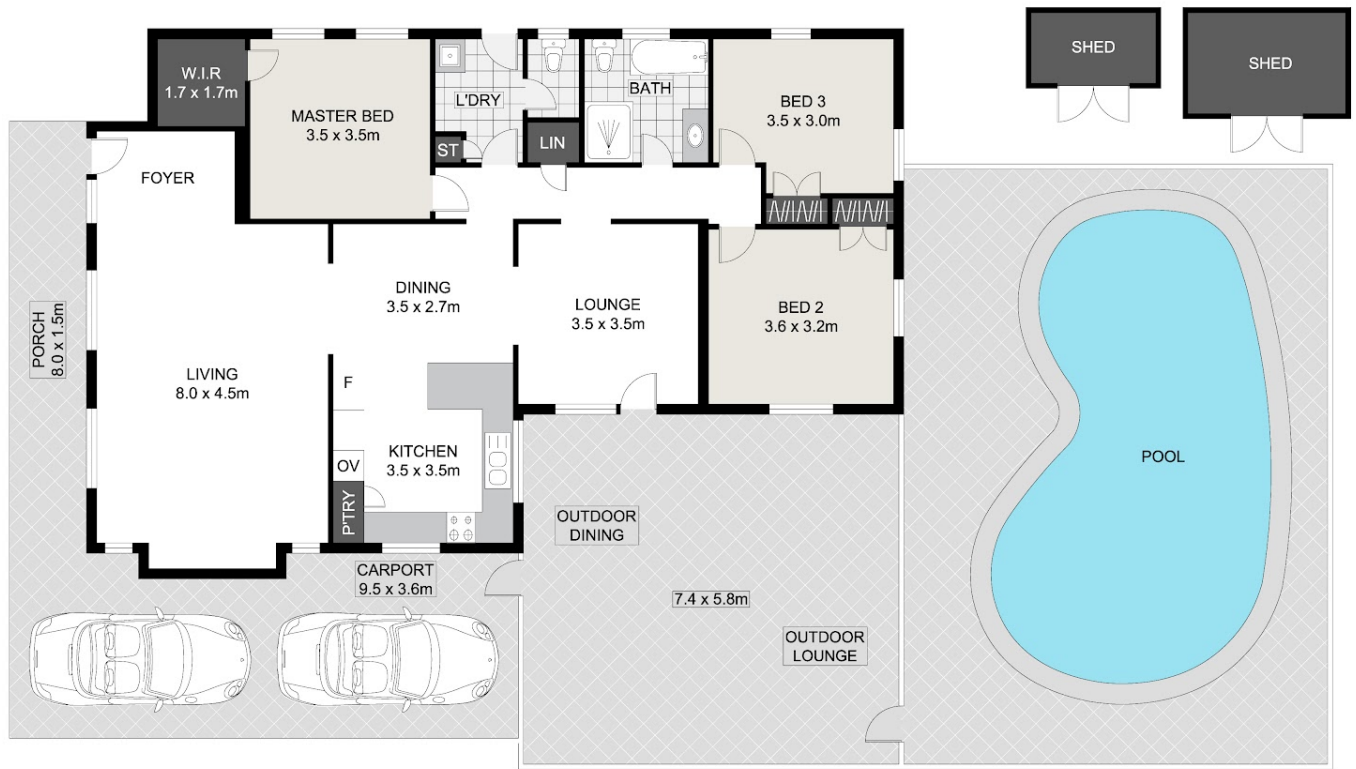 SHED
SHED
W.I.R
1.7 x 1.7m
MASTER BED
3.5 x 3.5m
L'DRY
BATH
BED 3
3.5 x 3.0m
ST
LIN
FOYER
DINING
3.5 x 2.7m
LOUNGE
3.5 x 3.5m
BED 2
3.6 x 3.2m
PORCH
8.0 x 1.5m
LIVING
8.0 x 4.5m
F
KITCHEN
3.5 x 3.5m
OV
P'TRY
POOL
OUTDOOR
DINING
CARPORT
9.5 x 3.6m
7.4 x 5.8m
OUTDOOR
LOUNGE